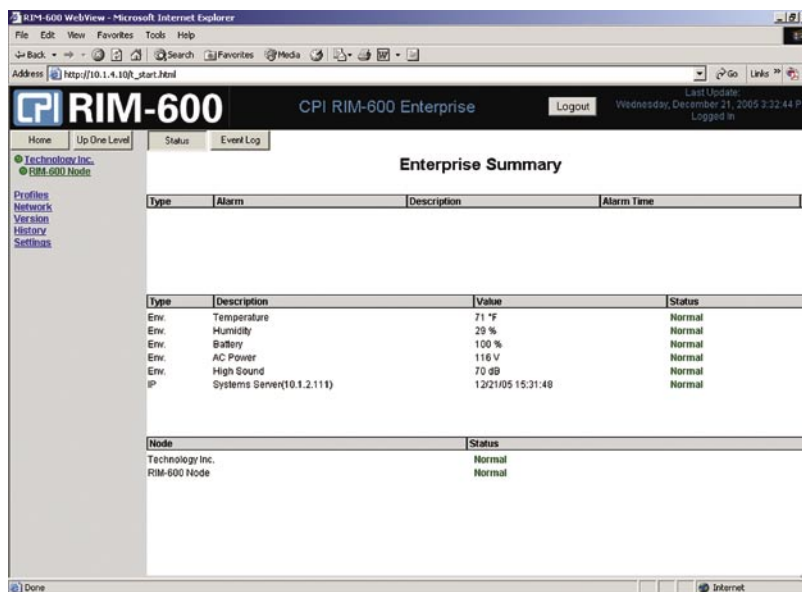 RIM-600 WebView - Microsoft Internet Explorer
File Edit View Favorites Tools Help
Back Search Favorites Media
Address http://10.1.4.10/t_start.html Go Links »
CPI RIM-600 CPI RIM-600 Enterprise Logout
Last Update:
Wednesday, December 21, 2005 3:32:44 P
Logged In
Home Up One Level Status Event Log
Technology Inc.
RIM-600 Node
Profiles
Network
Version
History
Settings
Enterprise Summary
Type Alarm Description Alarm Time
Type Description Value Status
Env. Temperature 71 °F Normal
Env. Humidity 29 % Normal
Env. Battery 100 % Normal
Env. AC Power 116 V Normal
Env. High Sound 70 dB Normal
IP Systems Server(10.1.2.111) 12/21/05 15:31:48 Normal
Node Status
Technology Inc. Normal
RIM-600 Node Normal
Done Internet